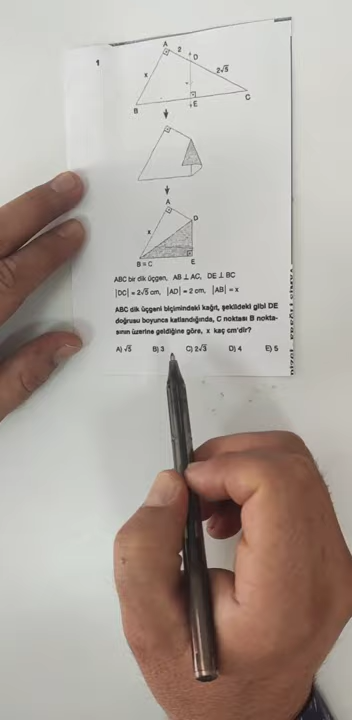 1
A
2
D
x
2√5
B
E
C
A
D
x
B = C
E
ABC bir dik üçgen, AB ⊥ AC, DE ⊥ BC
|DC| = 2√5 cm, |AD| = 2 cm, |AB| = x
ABC dik üçgeni biçimindeki kağıt, şekildeki gibi DE
doğrusu boyunca katlandığında, C noktası B nokta-
sının üzerine geldiğine göre, x kaç cm'dir?
A) √5 B) 3 C) 2√3 D) 4 E) 5